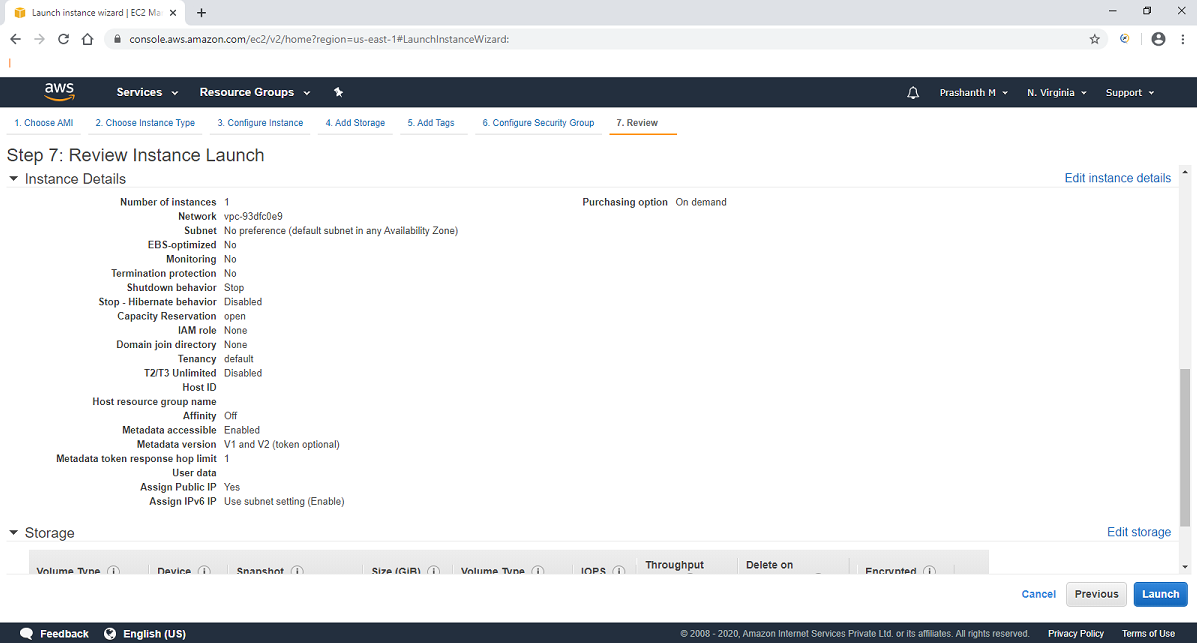 Launch instance wizard | EC2 Ma
console.aws.amazon.com/ec2/v2/home?region=us-east-1#LaunchInstanceWizard:
aws Services Resource Groups Prashanth M N. Virginia Support
1. Choose AMI 2. Choose Instance Type 3. Configure Instance 4. Add Storage 5. Add Tags 6. Configure Security Group 7. Review
Step 7: Review Instance Launch
Instance Details Edit instance details
Number of instances 1 Purchasing option On demand
Network vpc-93dfc0e9
Subnet No preference (default subnet in any Availability Zone)
EBS-optimized No
Monitoring No
Termination protection No
Shutdown behavior Stop
Stop - Hibernate behavior Disabled
Capacity Reservation open
IAM role None
Domain join directory None
Tenancy default
T2/T3 Unlimited Disabled
Host ID
Host resource group name
Affinity Off
Metadata accessible Enabled
Metadata version V1 and V2 (token optional)
Metadata token response hop limit 1
User data
Assign Public IP Yes
Assign IPv6 IP Use subnet setting (Enable)
Storage Edit storage
Volume Type Device Snapshot Size (GiB) Volume Type IOPS Throughput Delete on Encrypted
Cancel Previous Launch
Feedback English (US) © 2008 - 2020, Amazon Internet Services Private Ltd. or its affiliates. All rights reserved. Privacy Policy Terms of Use